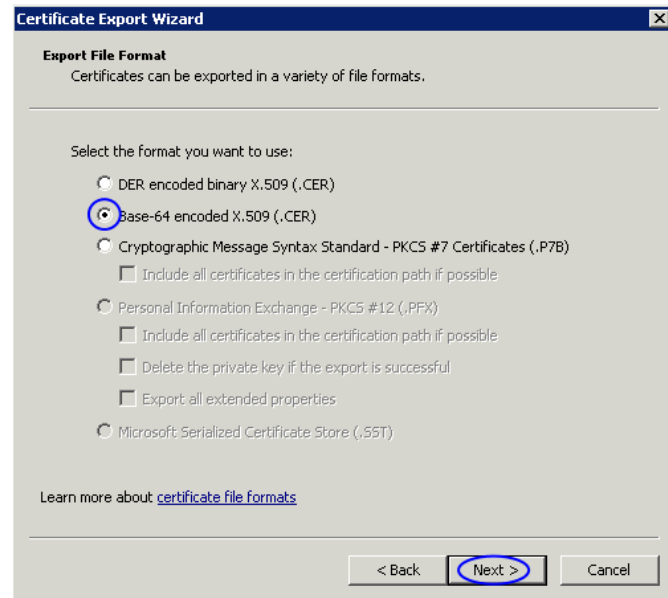 Certificate Export Wizard
Export File Format
Certificates can be exported in a variety of file formats.
Select the format you want to use:
DER encoded binary X.509 (.CER)
Base-64 encoded X.509 (.CER)
Cryptographic Message Syntax Standard - PKCS #7 Certificates (.P7B)
Include all certificates in the certification path if possible
Personal Information Exchange - PKCS #12 (.PFX)
Include all certificates in the certification path if possible
Delete the private key if the export is successful
Export all extended properties
Microsoft Serialized Certificate Store (.SST)
Learn more about certificate file formats
< Back Next > Cancel